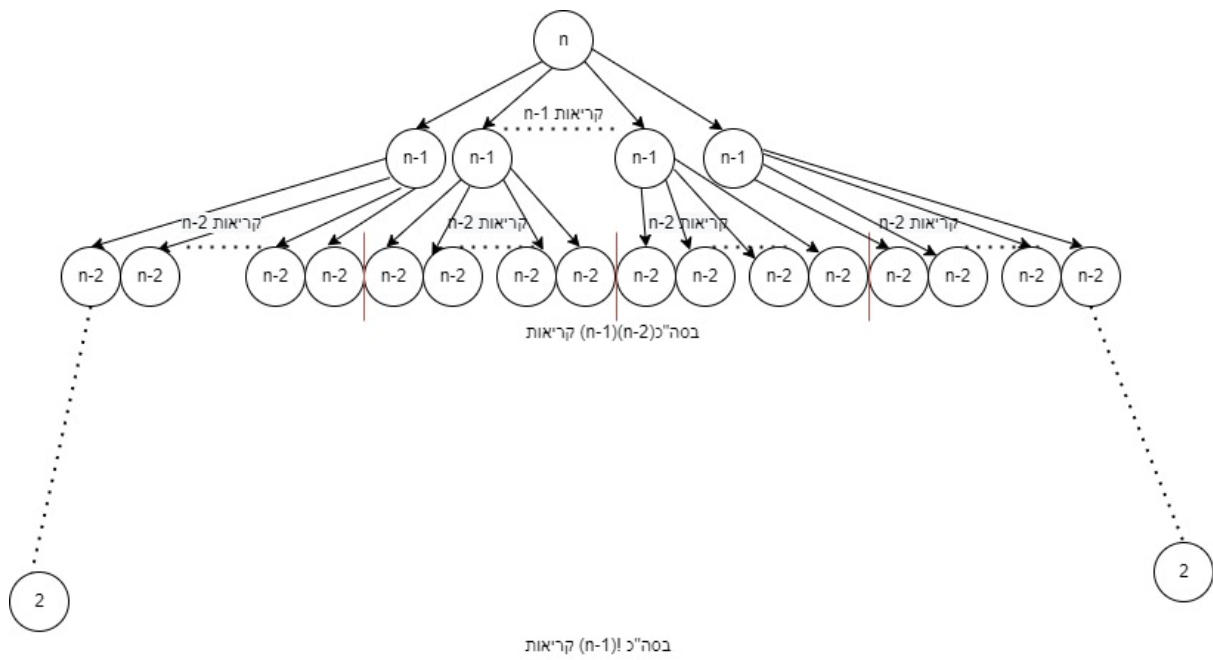 n
n-1 קריאות
n-1 n-1 n-1 n-1
n-2 קריאות n-2 קריאות n-2 קריאות n-2 קריאות
n-2 n-2 n-2 n-2 n-2 n-2 n-2 n-2 n-2 n-2 n-2 n-2 n-2 n-2 n-2 n-2
בסה"כ(n-1)(n-2) קריאות
2 2
בסה"כ (n-1)! קריאות